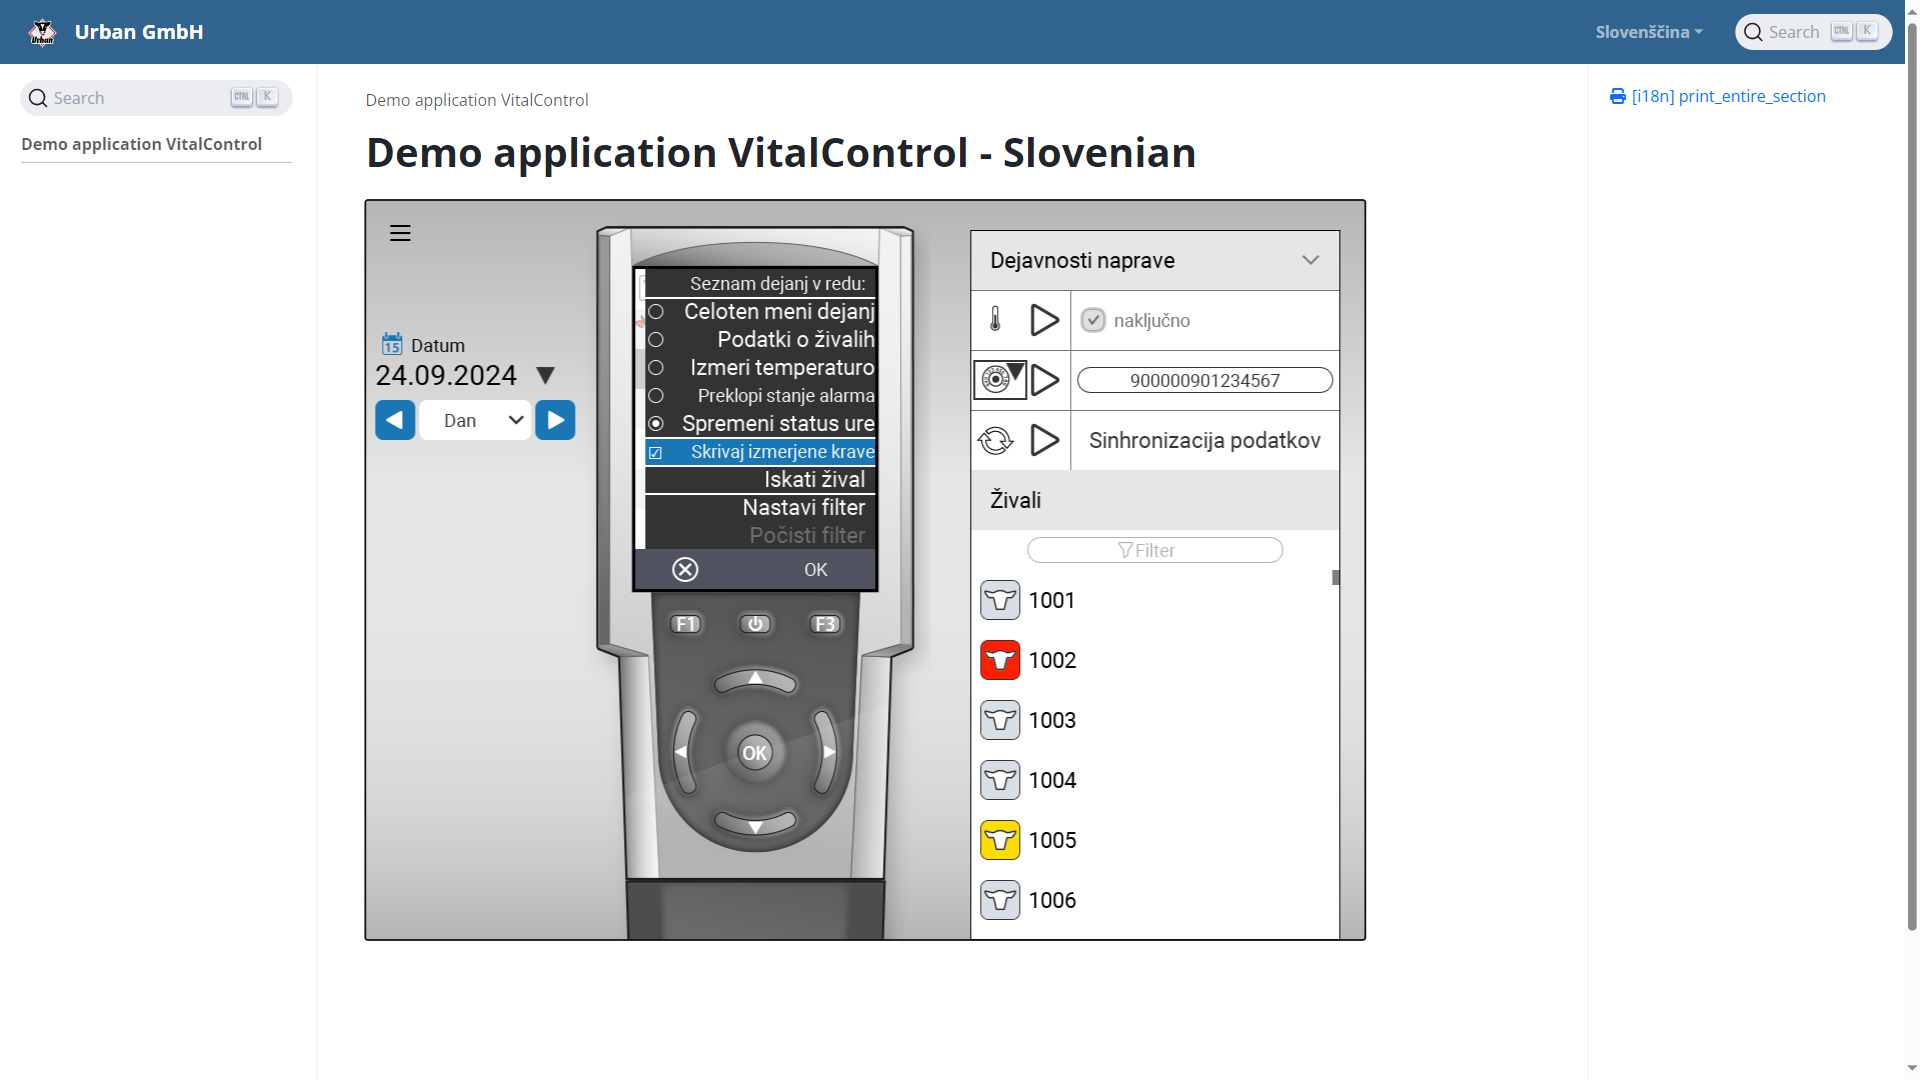 Urban GmbH
Slovenščina
Search CTRL K
Search CTRL K
Demo application VitalControl
Demo application VitalControl
[i18n] print_entire_section
Demo application VitalControl - Slovenian
15 Datum
24.09.2024
Dan
Seznam dejanj v redu:
Celoten meni dejanj
Podatki o živalih
Izmeri temperaturo
Preklopi stanje alarma
Spremeni status ure
Skrivaj izmerjene krave
Iskati žival
Nastavi filter
Počisti filter
OK
F1 F3
OK
Dejavnosti naprave
naključno
900000901234567
Sinhronizacija podatkov
Živali
Filter
1001
1002
1003
1004
1005
1006